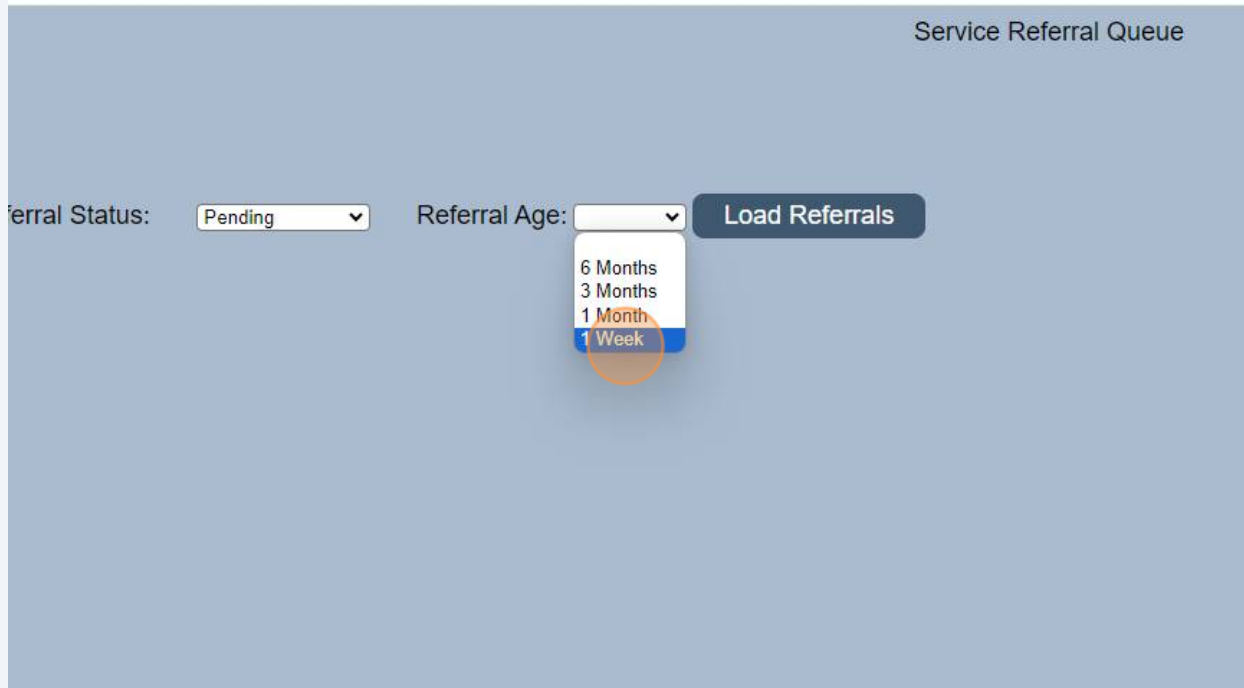 Service Referral Queue
ferral Status: Pending Referral Age: Load Referrals
6 Months
3 Months
1 Month
1 Week